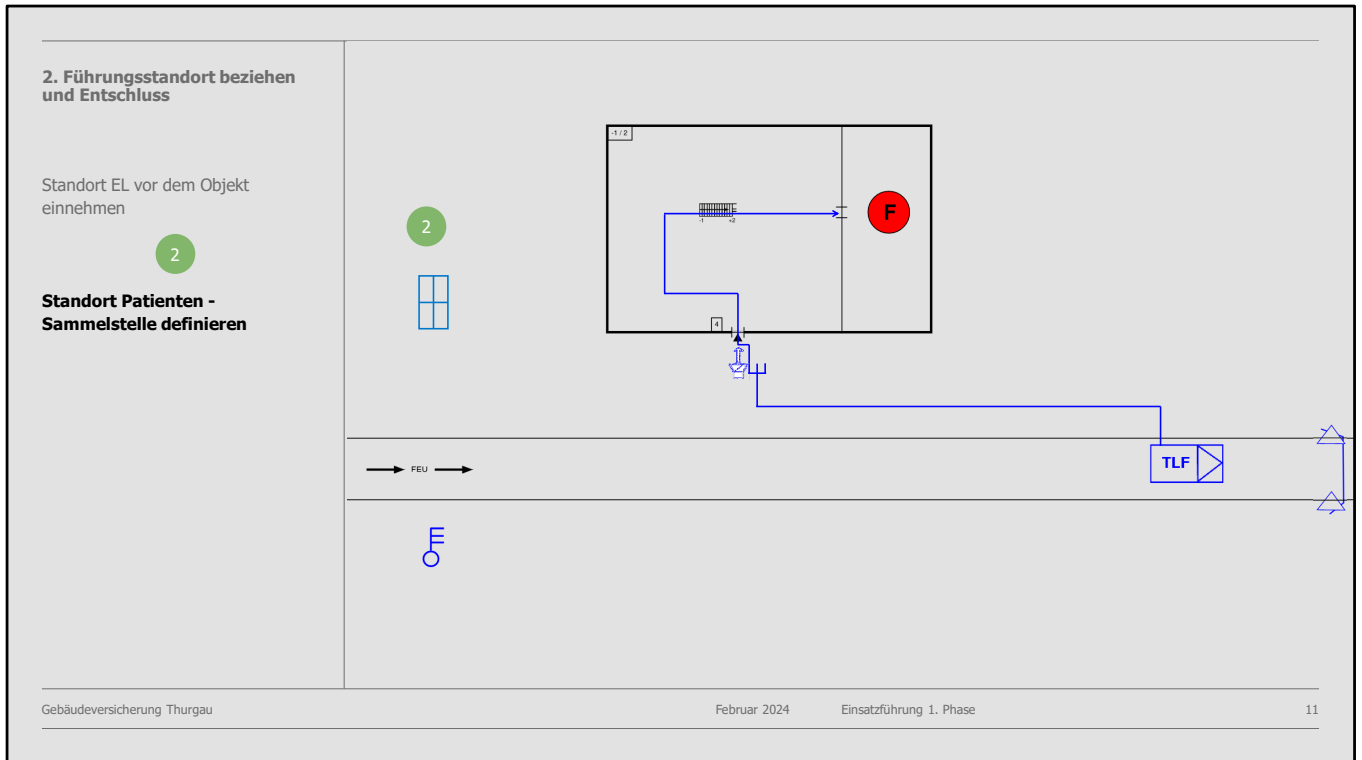 2. Führungsstandort beziehen
und Entschluss
Standort EL vor dem Objekt
einnehmen
2
Standort Patienten -
Sammelstelle definieren
2
-1 / 2
-1
+2
F
4
TLF
FEU
Gebäudeversicherung Thurgau
Februar 2024
Einsatzführung 1. Phase
11